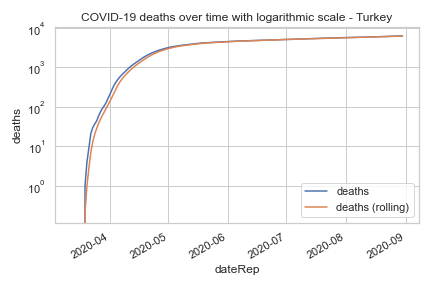 COVID-19 deaths over time with logarithmic scale - Turkey
deaths
10⁴
10³
10²
10¹
10⁰
2020-04
2020-05
2020-06
2020-07
2020-08
2020-09
dateRep
deaths
deaths (rolling)